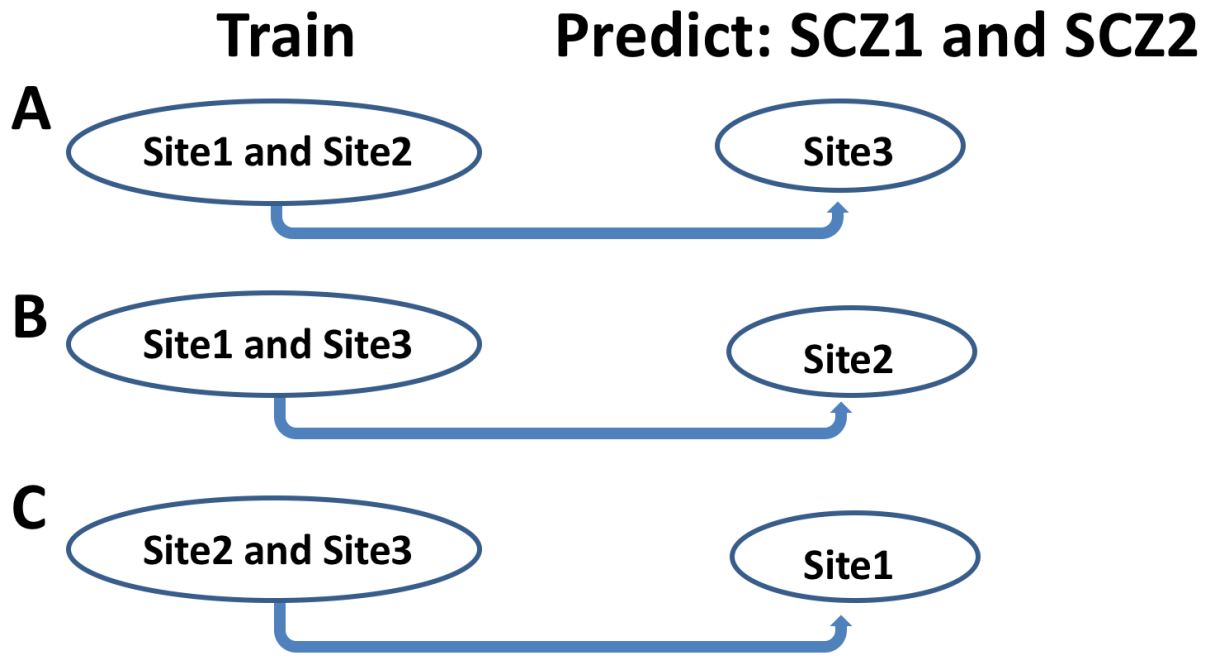 Train Predict: SCZ1 and SCZ2
A
Site1 and Site2 Site3
B
Site1 and Site3 Site2
C
Site2 and Site3 Site1